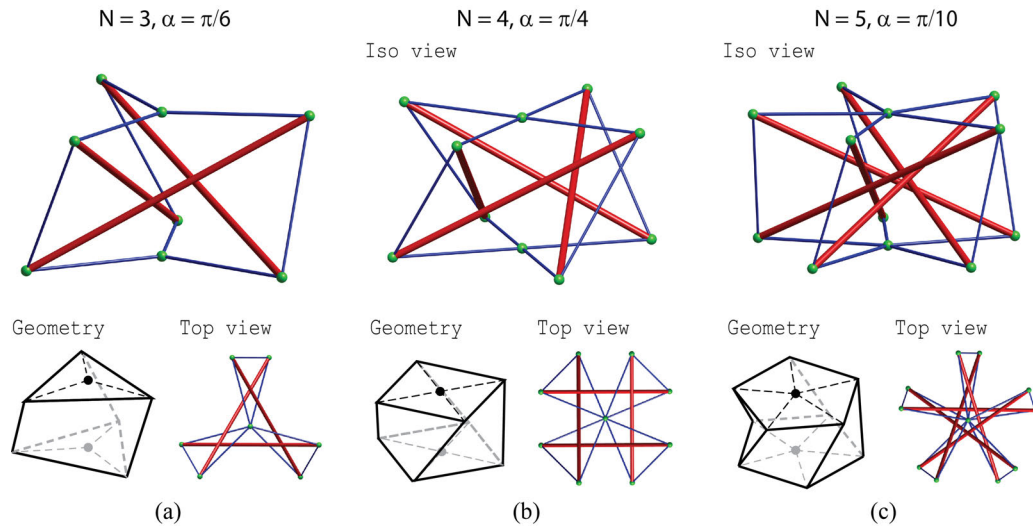 N = 3, α = π/6
N = 4, α = π/4
N = 5, α = π/10
Iso view
Iso view
Geometry
Top view
Geometry
Top view
Geometry
Top view
(a)
(b)
(c)